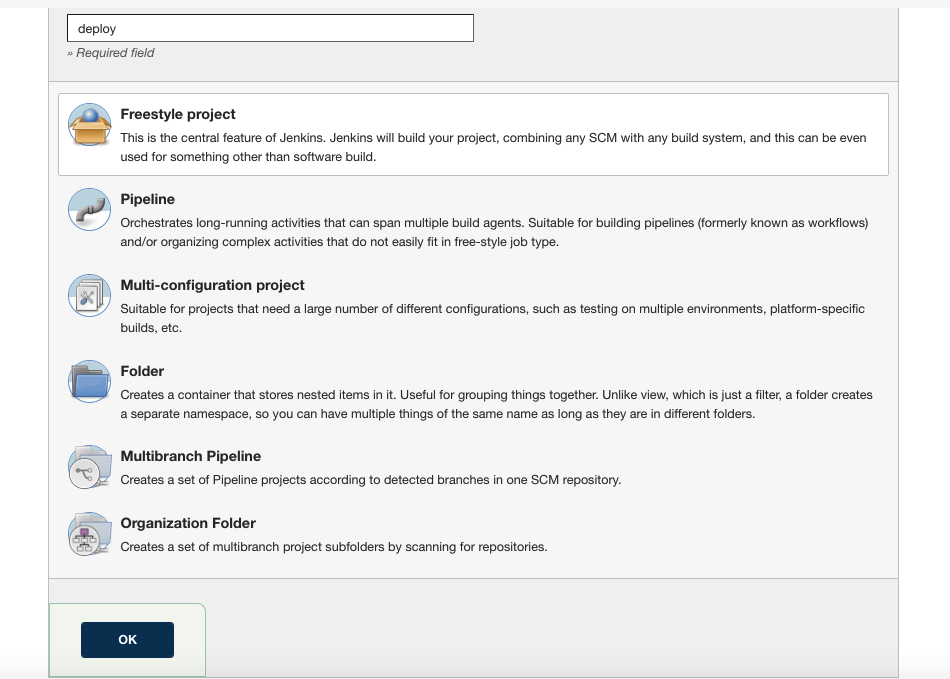 deploy
» Required field
Freestyle project
This is the central feature of Jenkins. Jenkins will build your project, combining any SCM with any build system, and this can be even
used for something other than software build.
Pipeline
Orchestrates long-running activities that can span multiple build agents. Suitable for building pipelines (formerly known as workflows)
and/or organizing complex activities that do not easily fit in free-style job type.
Multi-configuration project
Suitable for projects that need a large number of different configurations, such as testing on multiple environments, platform-specific
builds, etc.
Folder
Creates a container that stores nested items in it. Useful for grouping things together. Unlike view, which is just a filter, a folder creates
a separate namespace, so you can have multiple things of the same name as long as they are in different folders.
Multibranch Pipeline
Creates a set of Pipeline projects according to detected branches in one SCM repository.
Organization Folder
Creates a set of multibranch project subfolders by scanning for repositories.
OK